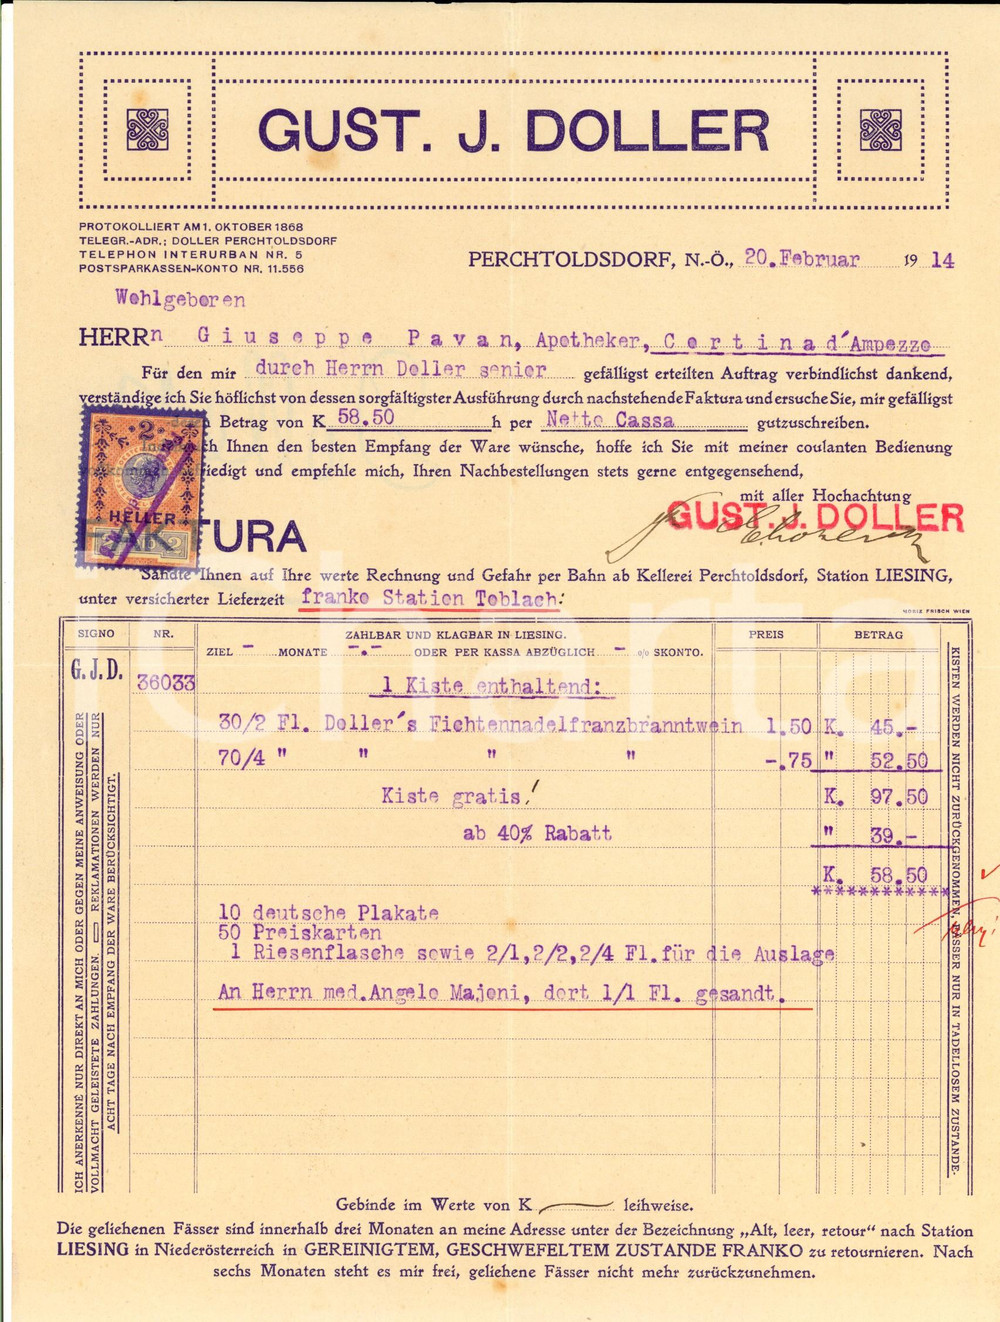 GUST. J. DOLLER
PROTOKOLLIERT AM 1. OKTOBER 1868
TELEGR.-ADR.: DOLLER PERCHTOLDSDORF
TELEPHON INTERURBAN NR. 5
POSTSPARKASSEN-KONTO NR. 11.556
PERCHTOLDSDORF, N.-Ö., 20.Februar 1914
Wohlgeboren
HERRn Giuseppe Pavan, Apotheker, Cortina d´Ampezzo
Für den mir durch Herrn Doller senior gefälligst erteilten Auftrag verbindlichst dankend,
verständige ich Sie höflichst von dessen sorgfältigster Ausführung durch nachstehende Faktura und ersuche Sie, mir gefälligst
Betrag von K 58.50 h per Netto Cassa gutzuschreiben.
ch Ihnen den besten Empfang der Ware wünsche, hoffe ich Sie mit meiner coulanten Bedienung
iedigt und empfehle mich, Ihren Nachbestellungen stets gerne entgegensehend,
mit aller Hochachtung
GUST. J. DOLLER
2
HELLER
2 2
FAKTURA
Sandte Ihnen auf Ihre werte Rechnung und Gefahr per Bahn ab Kellerei Perchtoldsdorf, Station LIESING,
unter versicherter Lieferzeit franko Station Toblach:
MORIZ FRISCH WIEN
SIGNO NR. ZAHLBAR UND KLAGBAR IN LIESING. PREIS BETRAG
ZIEL - MONATE -.- ODER PER KASSA ABZÜGLICH - % SKONTO.
G.J.D. 36033 1 Kiste enthaltend:
30/2 Fl. Doller´s Fichtennadelfranzbranntwein 1.50 K. 45.-
70/4 " " " " -.75 " 52.50
Kiste gratis! K. 97.50
ab 40% Rabatt " 39.-
K. 58.50
*************
10 deutsche Plakate
50 Preiskarten
1 Riesenflasche sowie 2/1,2/2,2/4 Fl.für die Auslage
An Herrn med.Angelo Majoni, dort 1/1 Fl. gesandt.
ICH ANERKENNE NUR DIREKT AN MICH ODER GEGEN MEINE ANWEISUNG ODER
VOLLMACHT GELEISTETE ZAHLUNGEN. REKLAMATIONEN WERDEN NUR
ACHT TAGE NACH EMPFANG DER WARE BERÜCKSICHTIGT.
KISTEN WERDEN NICHT ZURÜCKGENOMMEN, FÄSSER NUR IN TADELLOSEM ZUSTANDE.
Gebinde im Werte von K leihweise.
Die geliehenen Fässer sind innerhalb drei Monaten an meine Adresse unter der Bezeichnung „Alt, leer, retour“ nach Station
LIESING in Niederösterreich in GEREINIGTEM, GESCHWEFELTEM ZUSTANDE FRANKO zu retournieren. Nach
sechs Monaten steht es mir frei, geliehene Fässer nicht mehr zurückzunehmen.
charta